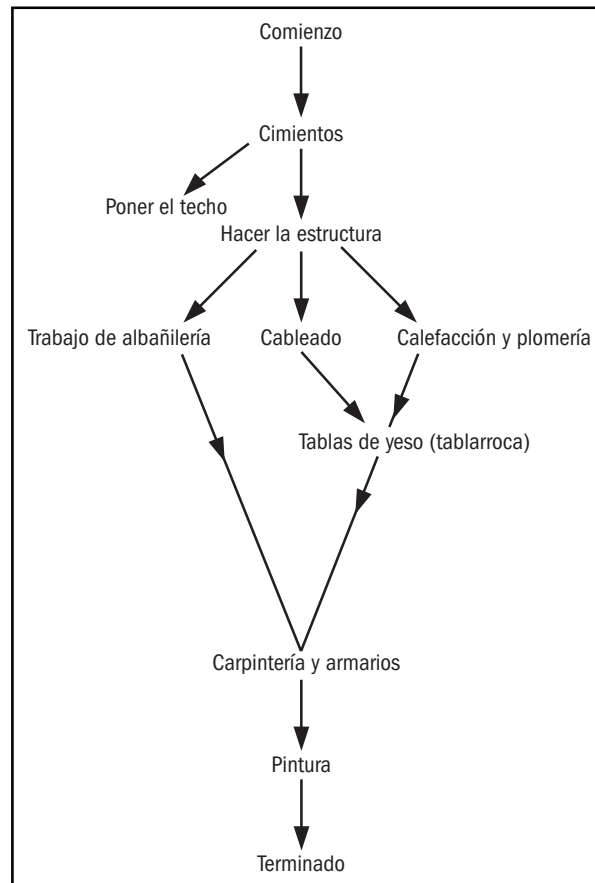 Comienzo
Cimientos
Poner el techo
Hacer la estructura
Trabajo de albañilería
Cableado
Calefacción y plomería
Tablas de yeso (tablarroca)
Carpintería y armarios
Pintura
Terminado